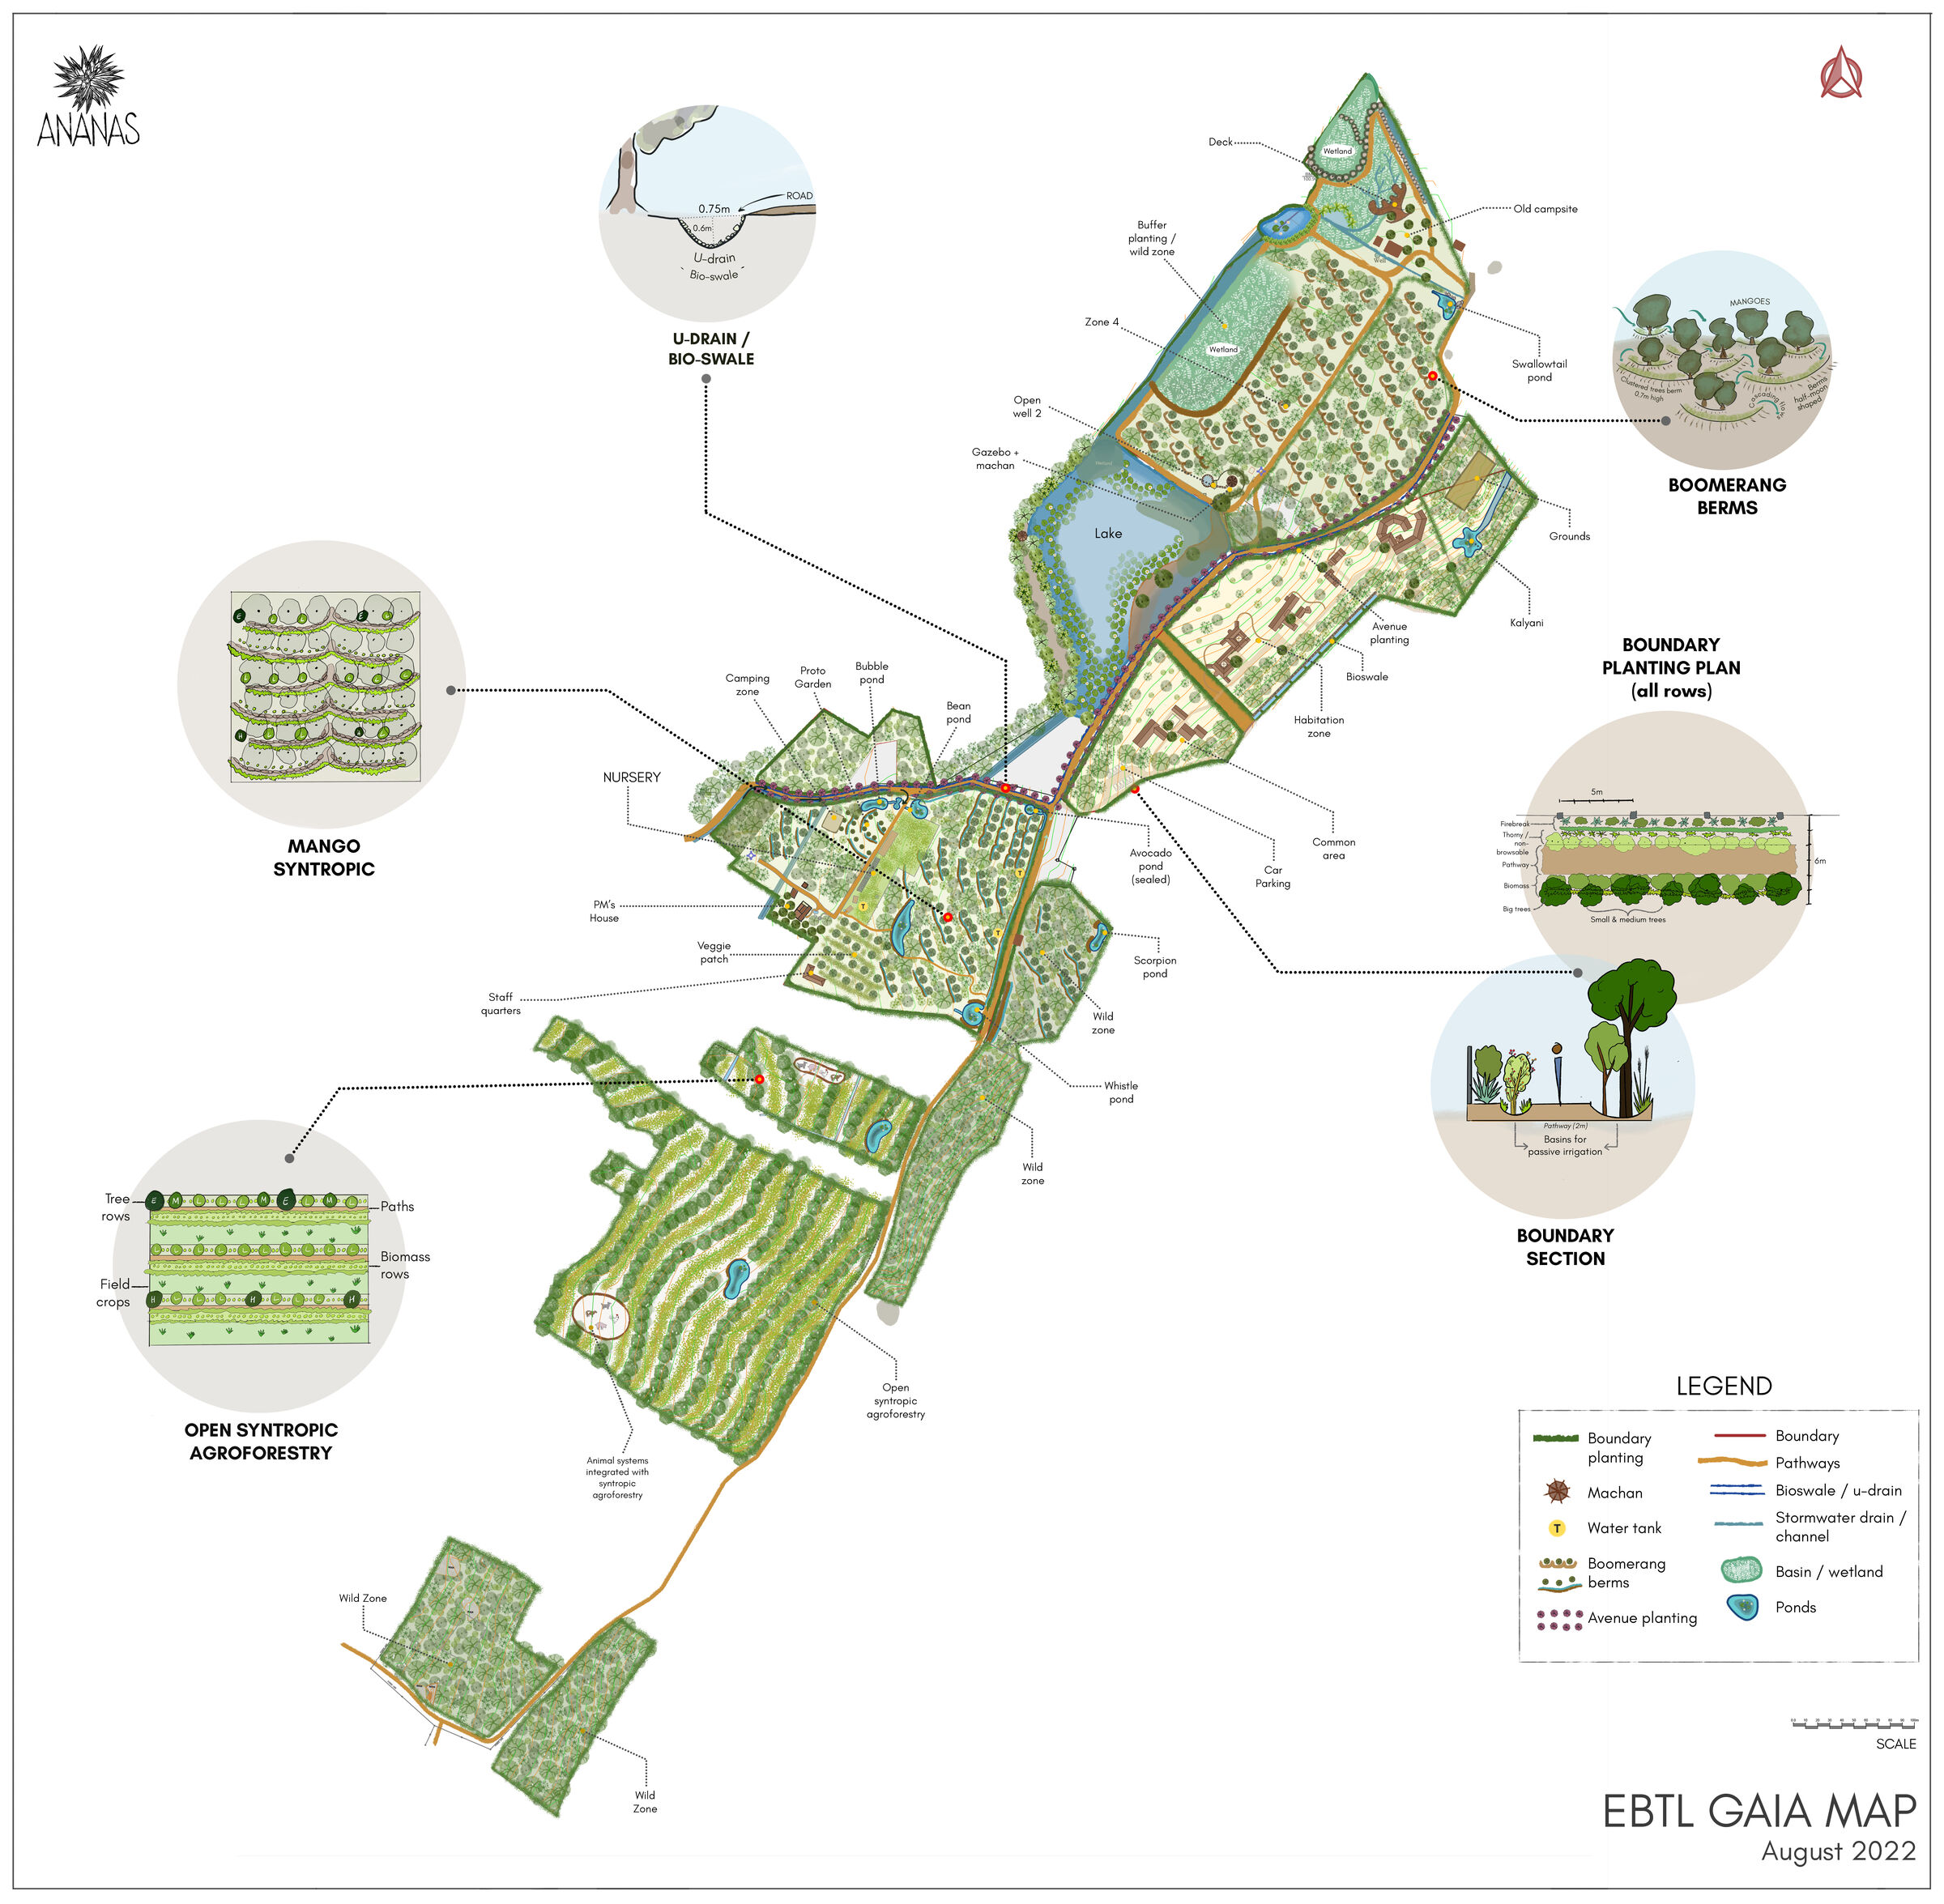 ANANAS
ROAD
0.75m
0.6m
U-drain
Bio-swale
U-DRAIN /
BIO-SWALE
Deck
Wetland
Old campsite
Well
Buffer
planting /
wild zone
Zone 4
Wetland
Swallowtail
pond
Open
well 2
Gazebo +
machan
Wetland
Lake
MANGOES
Clustered trees berm
0.7m high
Cascading flow
Berms
half-moon
shaped
BOOMERANG
BERMS
Grounds
Kalyani
Avenue
planting
Bioswale
Habitation
zone
E
L
L
E
L
L
L
L
L
L
H
L
L
H
L
MANGO
SYNTROPIC
Camping
zone
Proto
Garden
Bubble
pond
Bean
pond
NURSERY
BOUNDARY
PLANTING PLAN
(all rows)
5m
Firebreak
Thorny /
non-
browsable
Pathway
Biomass
Big trees
6m
Small & medium trees
Common
area
Car
Parking
Avocado
pond
(sealed)
T
T
T
PM's
House
Veggie
patch
Staff
quarters
Scorpion
pond
Wild
zone
Whistle
pond
Wild
zone
Pathway (2m)
Basins for
passive irrigation
BOUNDARY
SECTION
Tree
rows
E M L L L M E L M L
Paths
L L L L L L L L L L
Biomass
rows
Field
crops
H L L L H L L L H
OPEN SYNTROPIC
AGROFORESTRY
Open
syntropic
agroforestry
Animal systems
integrated with
syntropic
agroforestry
Wild Zone
Wild
Zone
LEGEND
Boundary
planting
Machan
T
Water tank
Boomerang
berms
Avenue planting
Boundary
Pathways
Bioswale / u-drain
Stormwater drain /
channel
Basin / wetland
Ponds
SCALE
EBTL GAIA MAP
August 2022